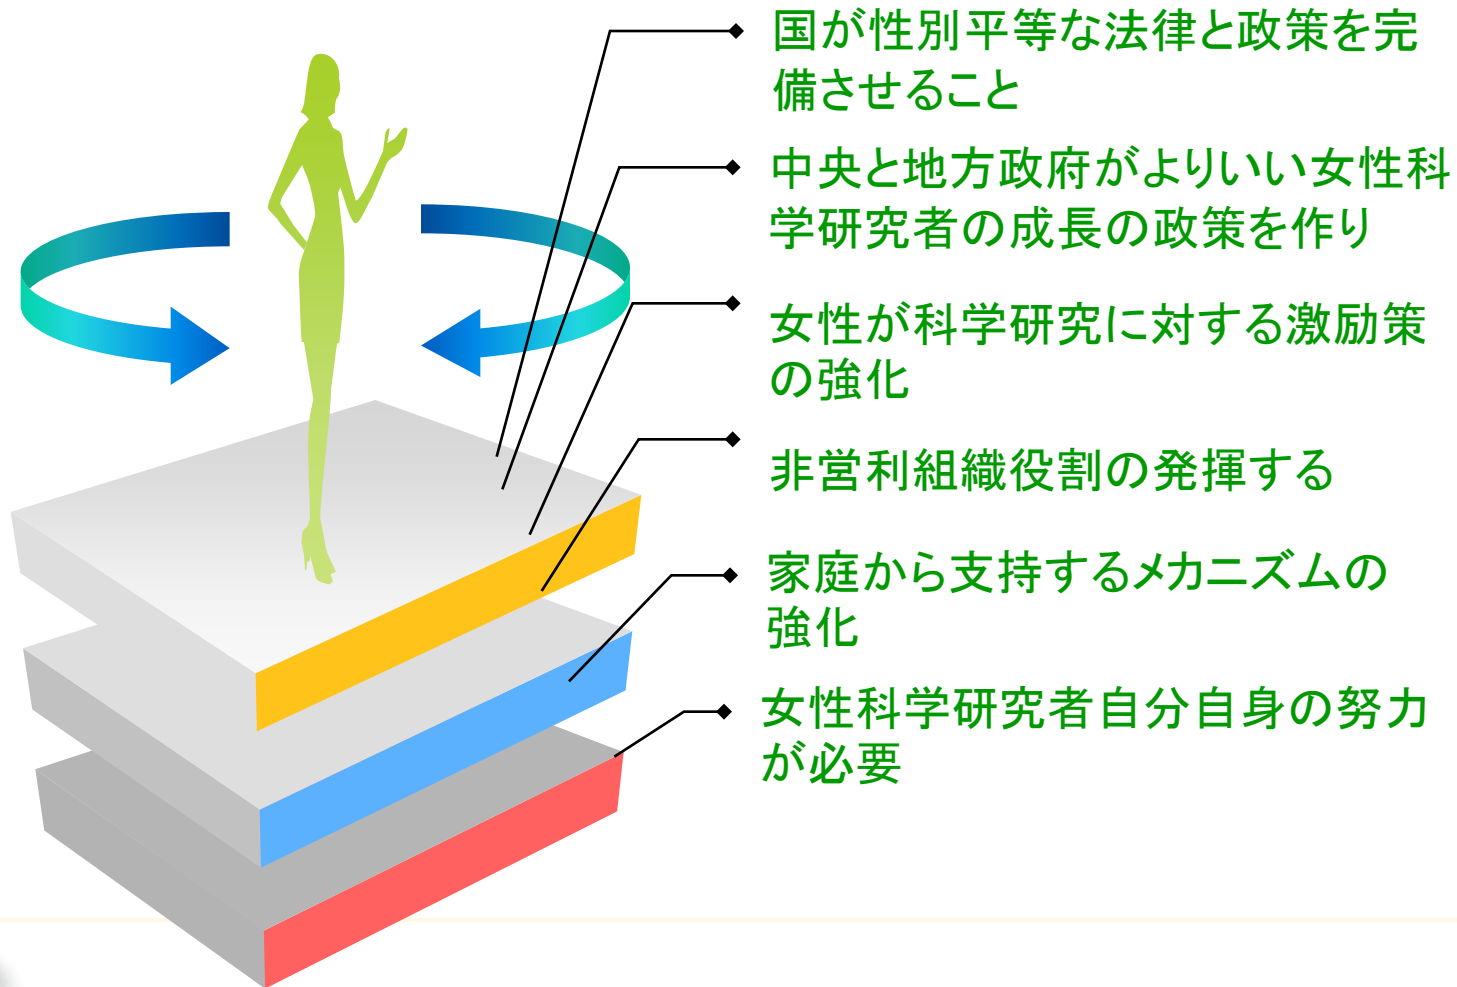 国が性別平等な法律と政策を完
備させること
中央と地方政府がよりいい女性科
学研究者の成長の政策を作り
女性が科学研究に対する激励策
の強化
非営利組織役割の発揮する
家庭から支持するメカニズムの
強化
女性科学研究者自分自身の努力
が必要